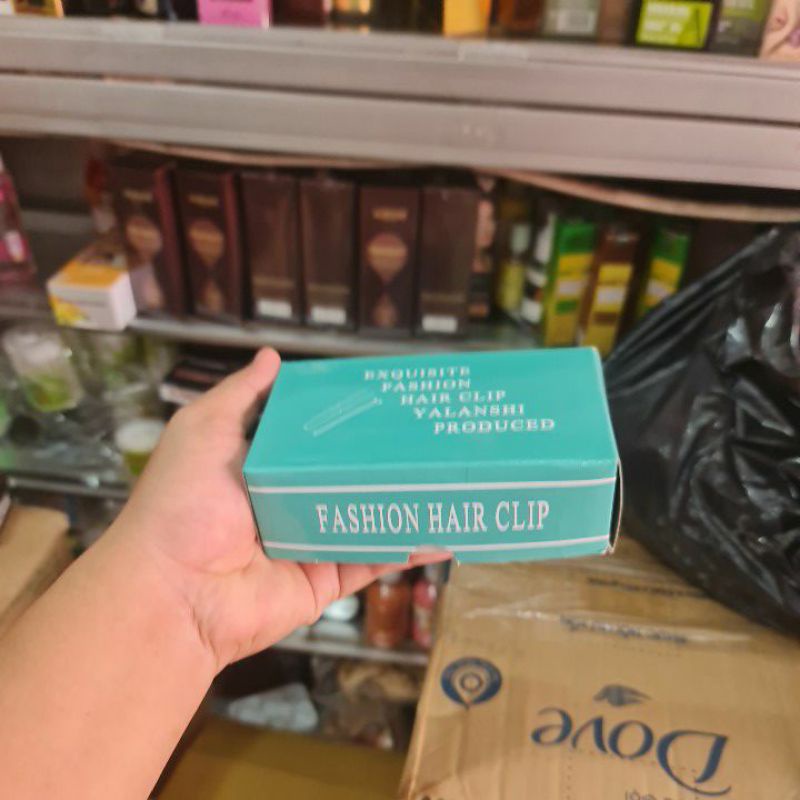 EXQUISITE
FASHION
HAIR CLIP
YALANSHI
PRODUCED
FASHION HAIR CLIP
Dove